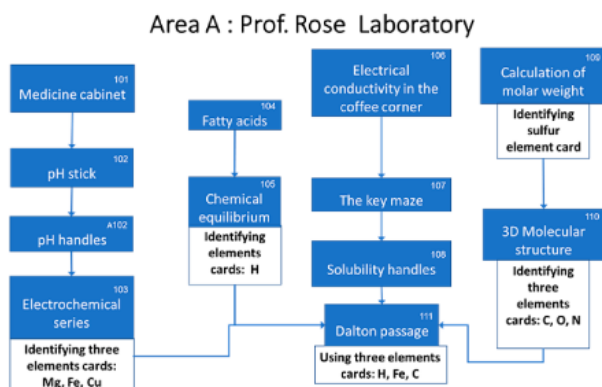 Area A : Prof. Rose Laboratory
101
Medicine cabinet
102
pH stick
A102
pH handles
103
Electrochemical
series
Identifying three
elements cards:
Mg, Fe, Cu
104
Fatty acids
105
Chemical
equilibrium
Identifying
elements
cards: H
106
Electrical
conductivity in the
coffee corner
107
The key maze
108
Solubility handles
111
Dalton passage
Using three elements
cards: H, Fe, C
109
Calculation of
molar weight
Identifying
sulfur
element card
110
3D Molecular
structure
Identifying
three
elements
cards: C, O, N